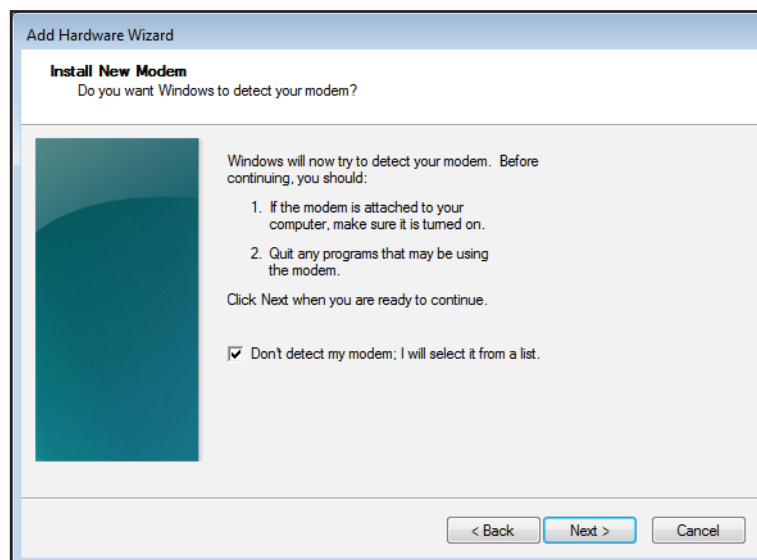 Add Hardware Wizard
Install New Modem
Do you want Windows to detect your modem?
Windows will now try to detect your modem.  Before
continuing, you should:
1. If the modem is attached to your
computer, make sure it is turned on.
2. Quit any programs that may be using
the modem.
Click Next when you are ready to continue.
Don't detect my modem; I will select it from a list.
< Back
Next >
Cancel